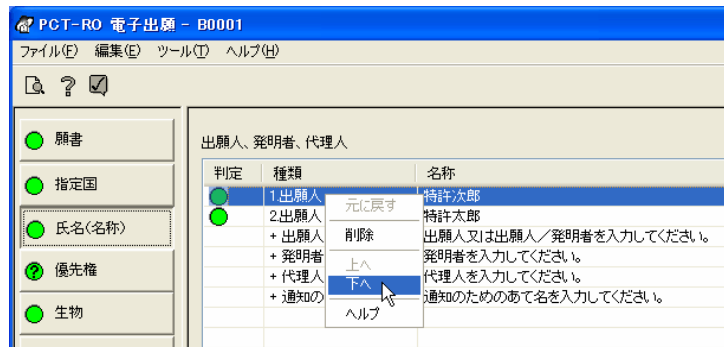 PCT-RO 電子出願 - B0001
ファイル(F) 編集(E) ツール(T) ヘルプ(H)
願書
指定国
氏名(名称)
優先権
生物
出願人、発明者、代理人
判定 種類 名称
1.出願人 特許次郎
2.出願人 特許太郎
+ 出願人 出願人又は出願人／発明者を入力してください。
+ 発明者 発明者を入力してください。
+ 代理人 代理人を入力してください。
+ 通知の 通知のためのあて名を入力してください。
元に戻す
削除
上へ
下へ
ヘルプ